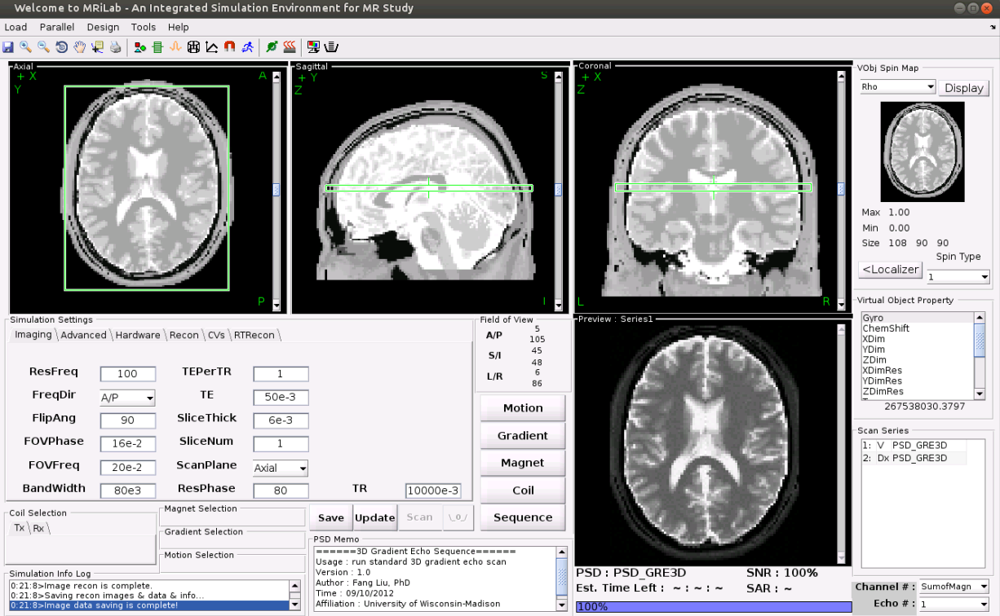 Welcome to MRiLab - An Integrated Simulation Environment for MR Study
Load Parallel Design Tools Help
Axial
+ X
Y
A
P
Sagittal
+ Y
Z
S
I
Coronal
+ X
Z
L
R
VObj Spin Map
Rho
Display
Max 1.00
Min 0.00
Size 108 90 90
Spin Type
<Localizer
1
Virtual Object Property
Gyro
ChemShift
XDim
YDim
ZDim
XDimRes
YDimRes
ZDimRes
267538030.3797
Scan Series
1: V PSD_GRE3D
2: Dx PSD_GRE3D
Channel # : SumofMagn
Echo # : 1
Simulation Settings
Imaging \ Advanced \ Hardware \ Recon \ CVs \ RTRecon \
ResFreq 100 TEPerTR 1
FreqDir A/P TE 50e-3
FlipAng 90 SliceThick 6e-3
FOVPhase 16e-2 SliceNum 1
FOVFreq 20e-2 ScanPlane Axial
BandWidth 80e3 ResPhase 80 TR 10000e-3
Field of View
A/P 5 105
S/I 45 48
L/R 6 86
Motion
Gradient
Magnet
Coil
Sequence
Coil Selection
Tx \ Rx \
Magnet Selection
Gradient Selection
Motion Selection
Save Update Scan \_o_/
Simulation Info Log
0:21:8>Image recon is complete.
0:21:8>Saving recon images & data & info...
0:21:8>Image data saving is complete!
PSD Memo
======3D Gradient Echo Sequence======
Usage : run standard 3D gradient echo scan
Version : 1.0
Author : Fang Liu, PhD
Time : 09/10/2012
Affiliation : University of Wisconsin-Madison
Preview : Series1
PSD : PSD_GRE3D SNR : 100%
Est. Time Left : ~ : ~ : ~ SAR : ~
100%